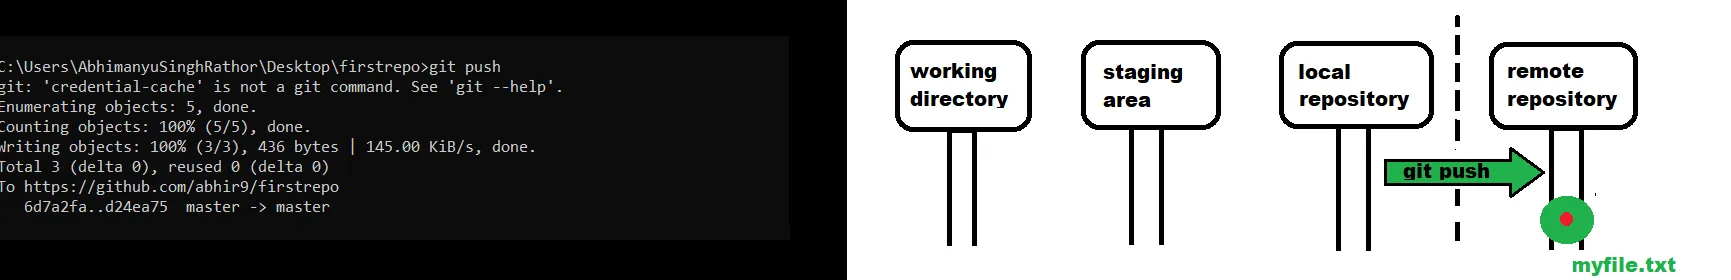 C:\Users\AbhimanyuSinghRathor\Desktop\firstrepo>git push
git: 'credential-cache' is not a git command. See 'git --help'.
Enumerating objects: 5, done.
Counting objects: 100% (5/5), done.
Writing objects: 100% (3/3), 436 bytes | 145.00 KiB/s, done.
Total 3 (delta 0), reused 0 (delta 0)
To https://github.com/abhir9/firstrepo
6d7a2fa..d24ea75  master -> master
working
directory
staging
area
local
repository
remote
repository
git push
myfile.txt